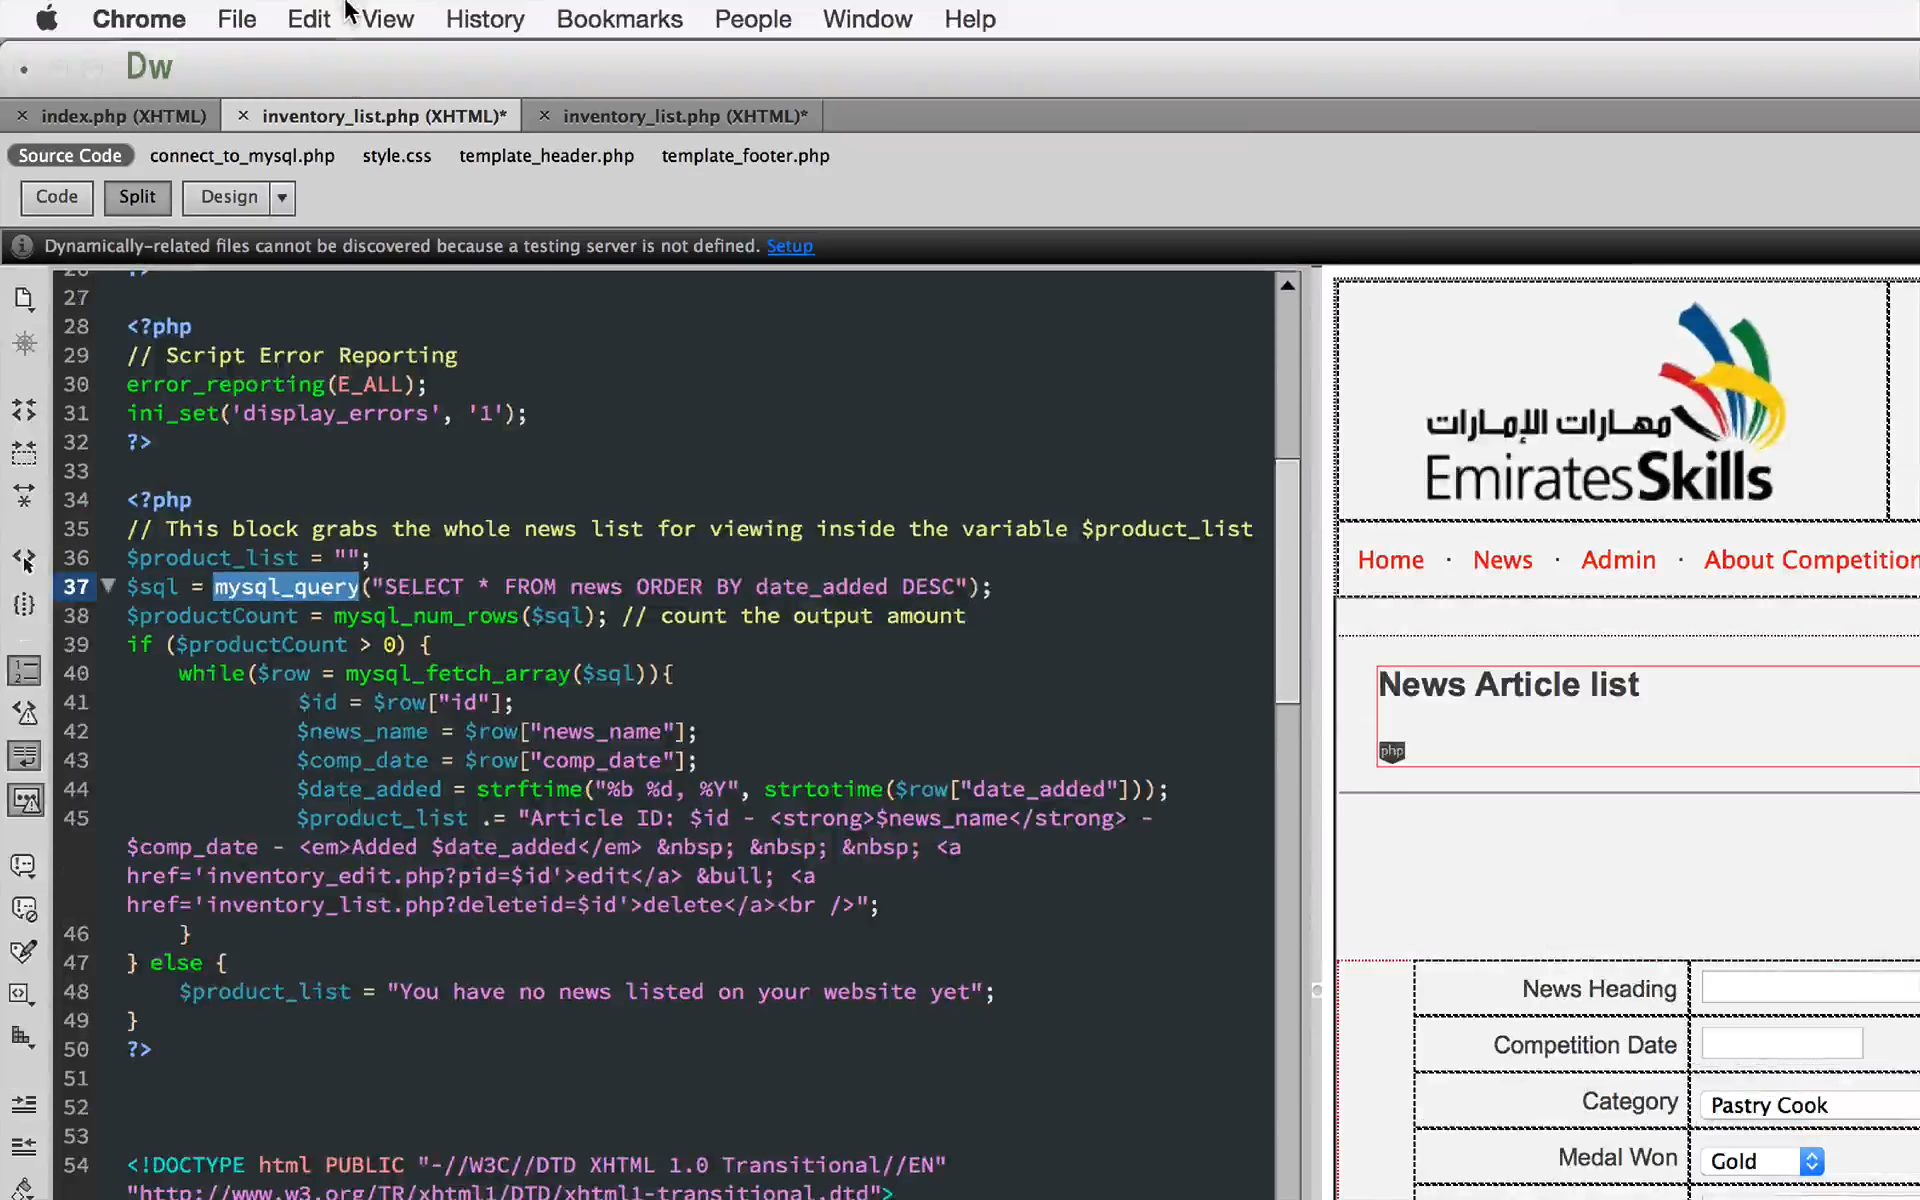 Chrome File Edit View History Bookmarks People Window Help
Dw
× index.php (XHTML) × inventory_list.php (XHTML)* × inventory_list.php (XHTML)*
Source Code connect_to_mysql.php style.css template_header.php template_footer.php
Code Split Design
Dynamically-related files cannot be discovered because a testing server is not defined. Setup
27
28 <?php
29 // Script Error Reporting
30 error_reporting(E_ALL);
31 ini_set('display_errors', '1');
32 ?>
33
34 <?php
35 // This block grabs the whole news list for viewing inside the variable $product_list
36 $product_list = "";
37 $sql = mysql_query("SELECT * FROM news ORDER BY date_added DESC");
38 $productCount = mysql_num_rows($sql); // count the output amount
39 if ($productCount > 0) {
40 while($row = mysql_fetch_array($sql)){
41 $id = $row["id"];
42 $news_name = $row["news_name"];
43 $comp_date = $row["comp_date"];
44 $date_added = strftime("%b %d, %Y", strtotime($row["date_added"]));
45 $product_list .= "Article ID: $id - <strong>$news_name</strong> -
$comp_date - <em>Added $date_added</em> &nbsp; &nbsp; &nbsp; <a
href='inventory_edit.php?pid=$id'>edit</a> &bull; <a
href='inventory_list.php?deleteid=$id'>delete</a><br />";
46 }
47 } else {
48 $product_list = "You have no news listed on your website yet";
49 }
50 ?>
51
52
53
54 <!DOCTYPE html PUBLIC "-//W3C//DTD XHTML 1.0 Transitional//EN"
"http://www.w3.org/TR/xhtml1/DTD/xhtml1-transitional.dtd">
مهارات الإمارات
EmiratesSkills
Home · News · Admin · About Competition
News Article list
php
News Heading
Competition Date
Category Pastry Cook
Medal Won Gold